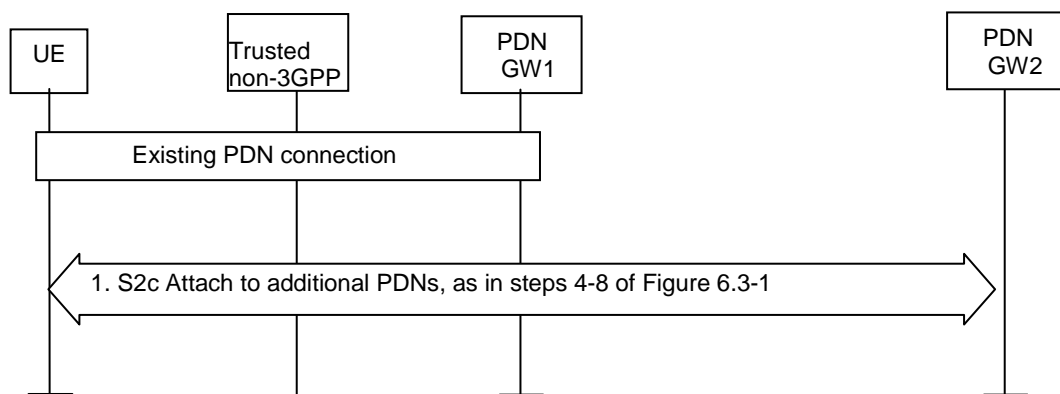 UE
Trusted
non-3GPP
PDN
GW1
PDN
GW2
Existing PDN connection
1. S2c Attach to additional PDNs, as in steps 4-8 of Figure 6.3-1